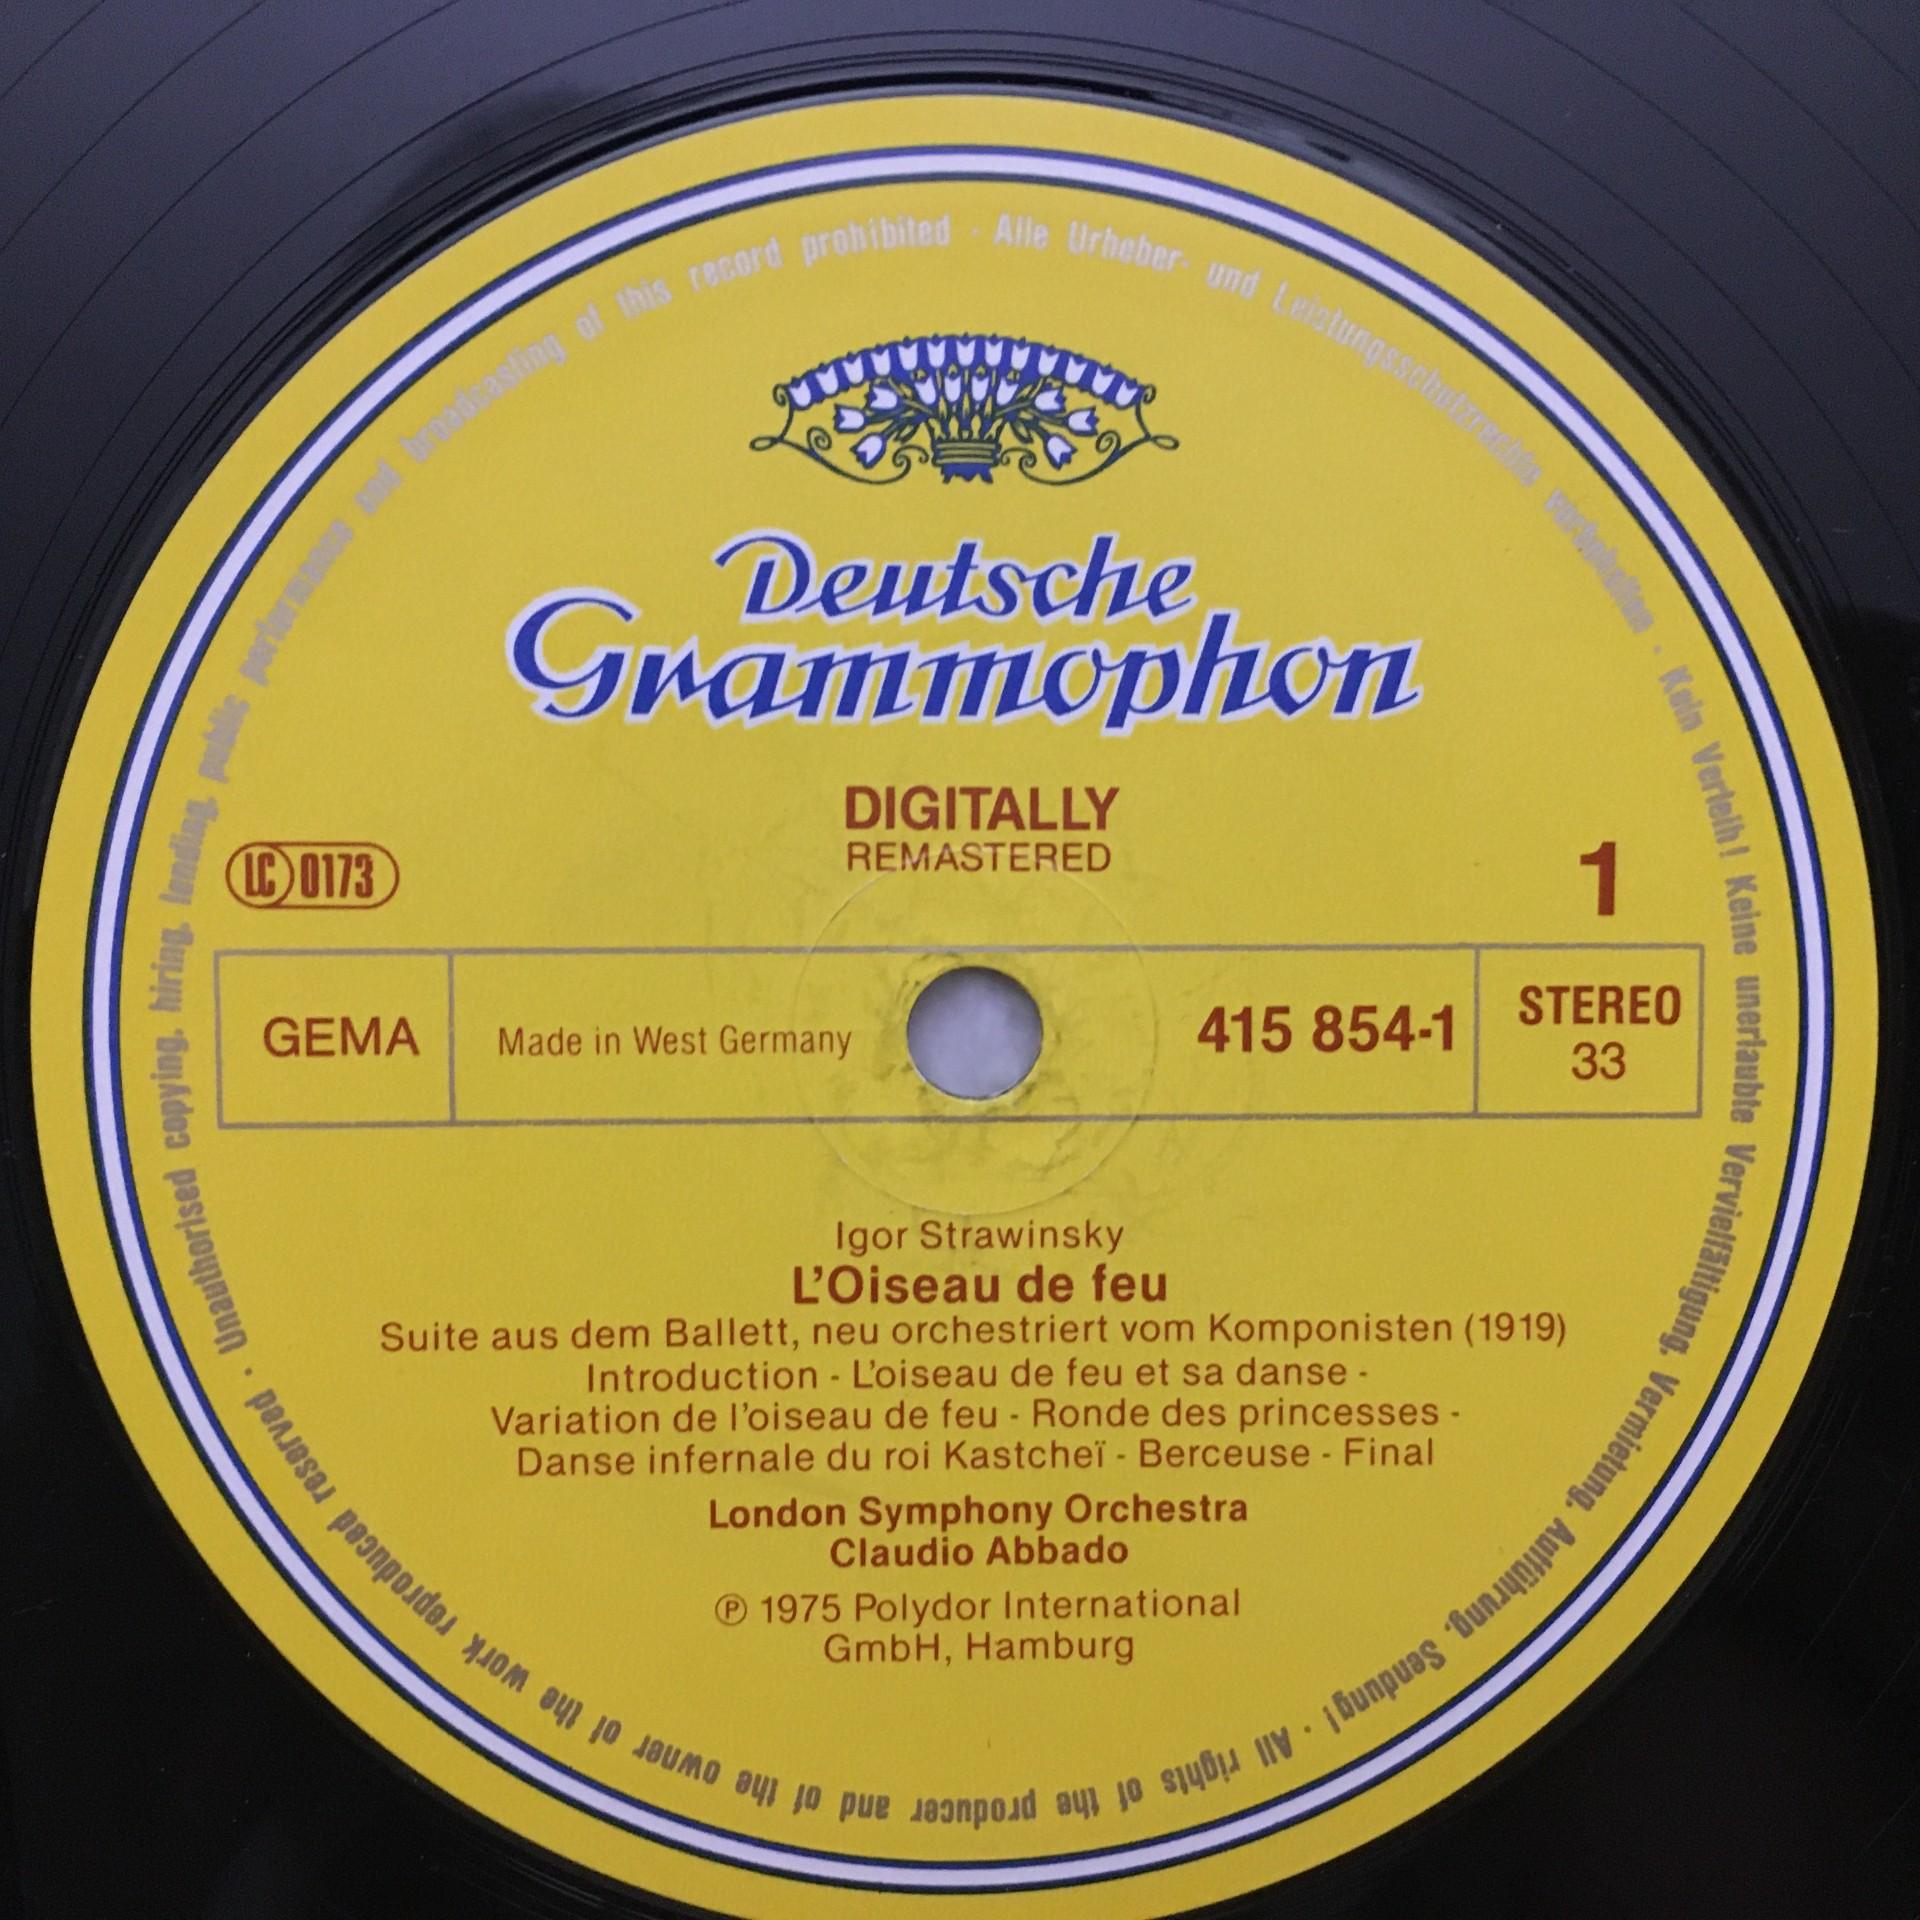 Deutsche
Grammophon
DIGITALLY
REMASTERED
LC 0173
1
GEMA
Made in West Germany
415 854-1
STEREO
33
Igor Strawinsky
L'Oiseau de feu
Suite aus dem Ballett, neu orchestriert vom Komponisten (1919)
Introduction - L'oiseau de feu et sa danse -
Variation de l'oiseau de feu - Ronde des princesses -
Danse infernale du roi Kastcheï - Berceuse - Final
London Symphony Orchestra
Claudio Abbado
℗ 1975 Polydor International
GmbH, Hamburg
Alle Urheber- und Leistungsschutzrechte vorbehalten · Kein Verleih! Keine unerlaubte Vervielfältigung, Vermietung, Aufführung, Sendung! · All rights of the producer and of the owner of the work reproduced reserved · Unauthorised copying, hiring, lending, public performance and broadcasting of this record prohibited ·